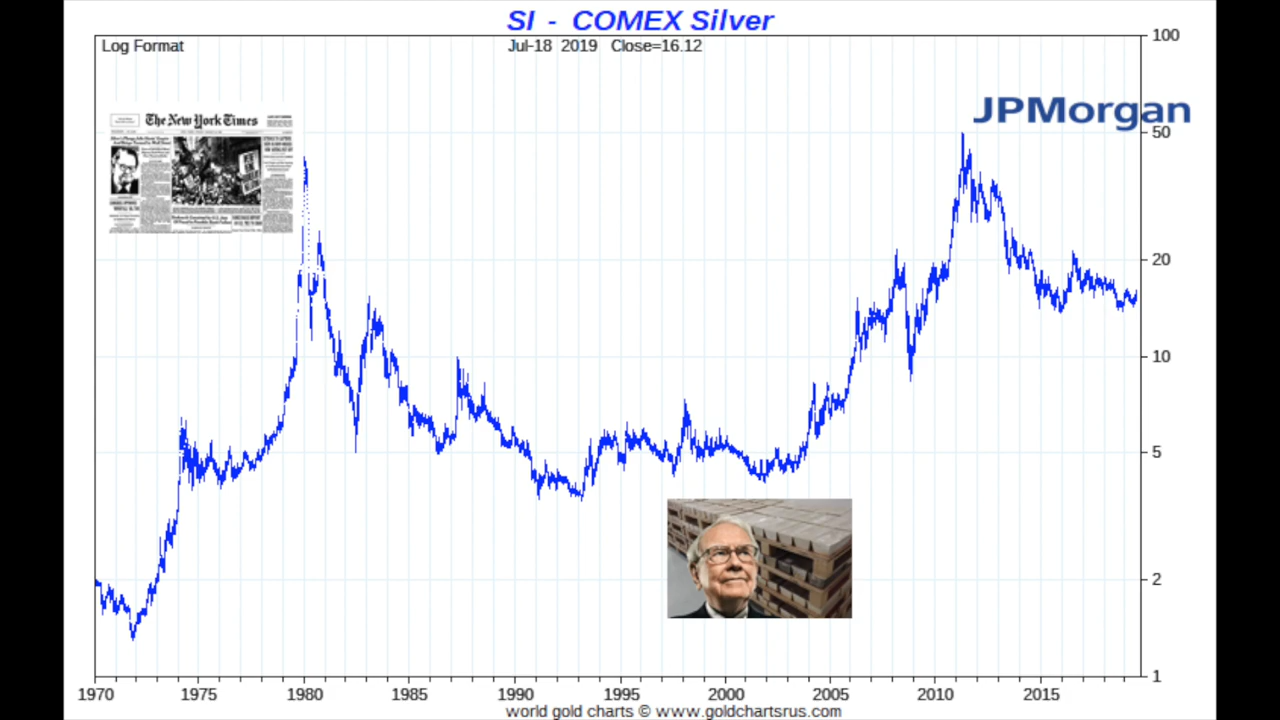 SI - COMEX Silver
Log Format
Jul-18 2019 Close=16.12
100
The New York Times
JPMorgan
50
20
10
5
2
1
1970 1975 1980 1985 1990 1995 2000 2005 2010 2015
world gold charts © www.goldchartsrus.com